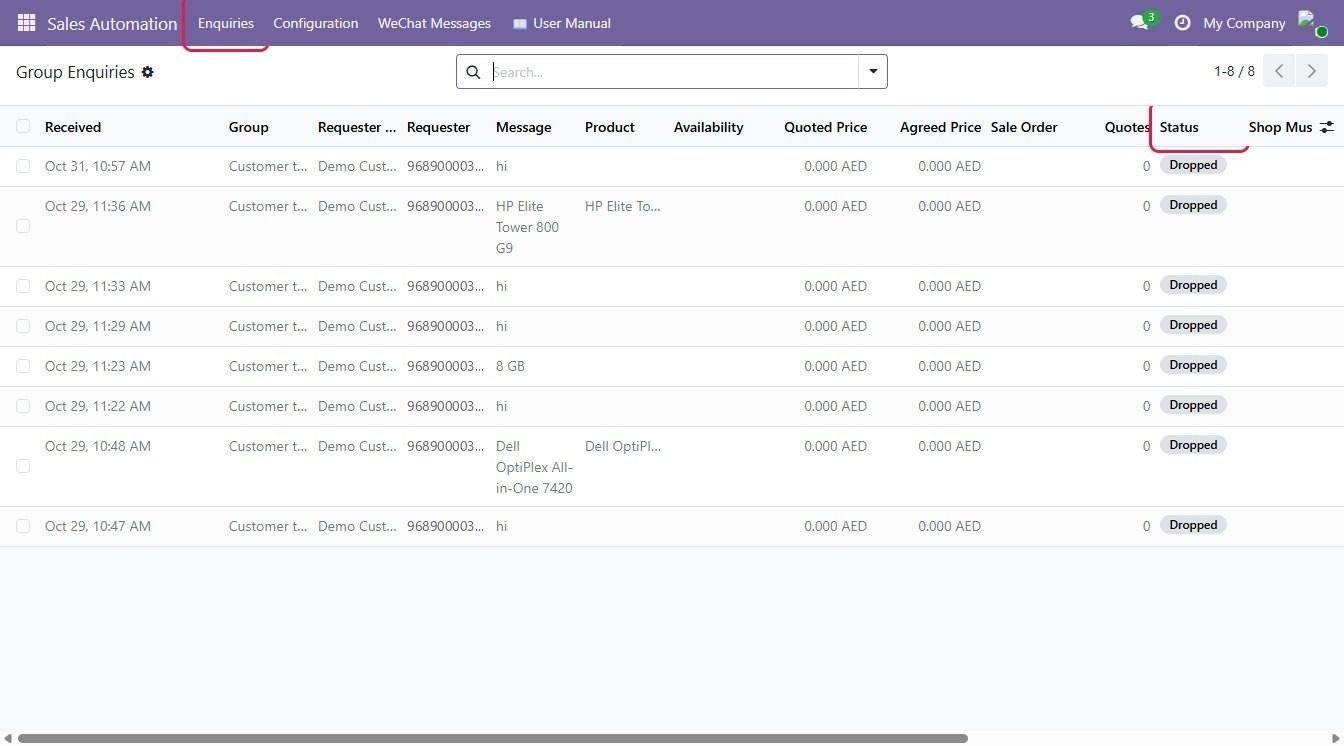 Sales Automation Enquiries Configuration WeChat Messages User Manual 3 My Company
Group Enquiries Search... 1-8 / 8
Received Group Requester ... Requester Message Product Availability Quoted Price Agreed Price Sale Order Quotes Status Shop Mus
Oct 31, 10:57 AM Customer t... Demo Cust... 968900003... hi 0.000 AED 0.000 AED 0 Dropped
Oct 29, 11:36 AM Customer t... Demo Cust... 968900003... HP Elite HP Elite To... 0.000 AED 0.000 AED 0 Dropped
Tower 800
G9
Oct 29, 11:33 AM Customer t... Demo Cust... 968900003... hi 0.000 AED 0.000 AED 0 Dropped
Oct 29, 11:29 AM Customer t... Demo Cust... 968900003... hi 0.000 AED 0.000 AED 0 Dropped
Oct 29, 11:23 AM Customer t... Demo Cust... 968900003... 8 GB 0.000 AED 0.000 AED 0 Dropped
Oct 29, 11:22 AM Customer t... Demo Cust... 968900003... hi 0.000 AED 0.000 AED 0 Dropped
Oct 29, 10:48 AM Customer t... Demo Cust... 968900003... Dell Dell OptiPl... 0.000 AED 0.000 AED 0 Dropped
OptiPlex All-
in-One 7420
Oct 29, 10:47 AM Customer t... Demo Cust... 968900003... hi 0.000 AED 0.000 AED 0 Dropped